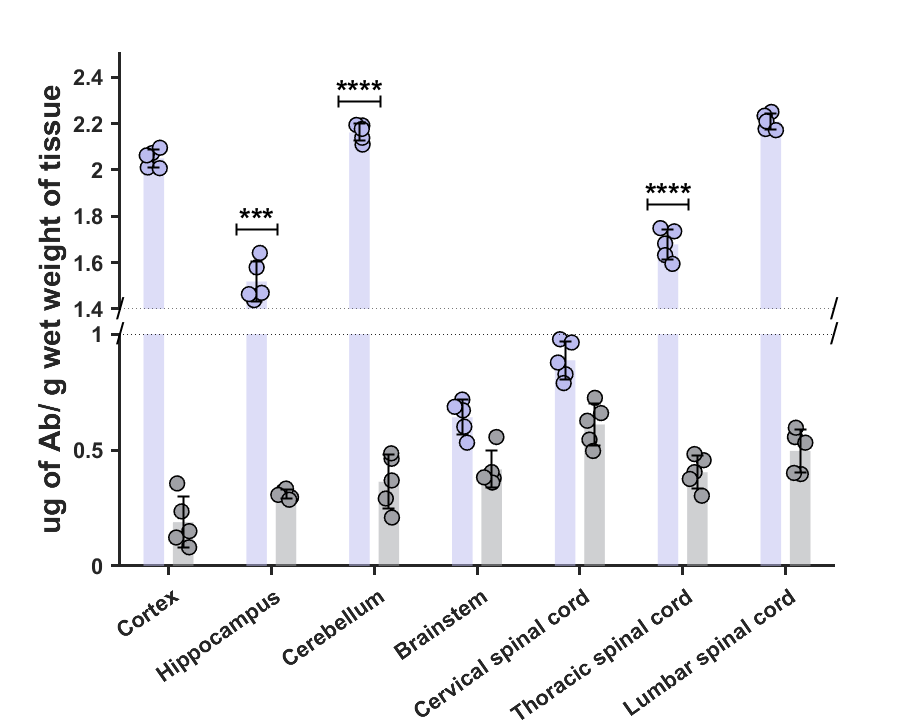 ug of Ab/ g wet weight of tissue
2.4
2.2
2
1.8
1.6
1.4
1
0.5
0
****
***
****
Cortex
Hippocampus
Cerebellum
Brainstem
Cervical spinal cord
Thoracic spinal cord
Lumbar spinal cord